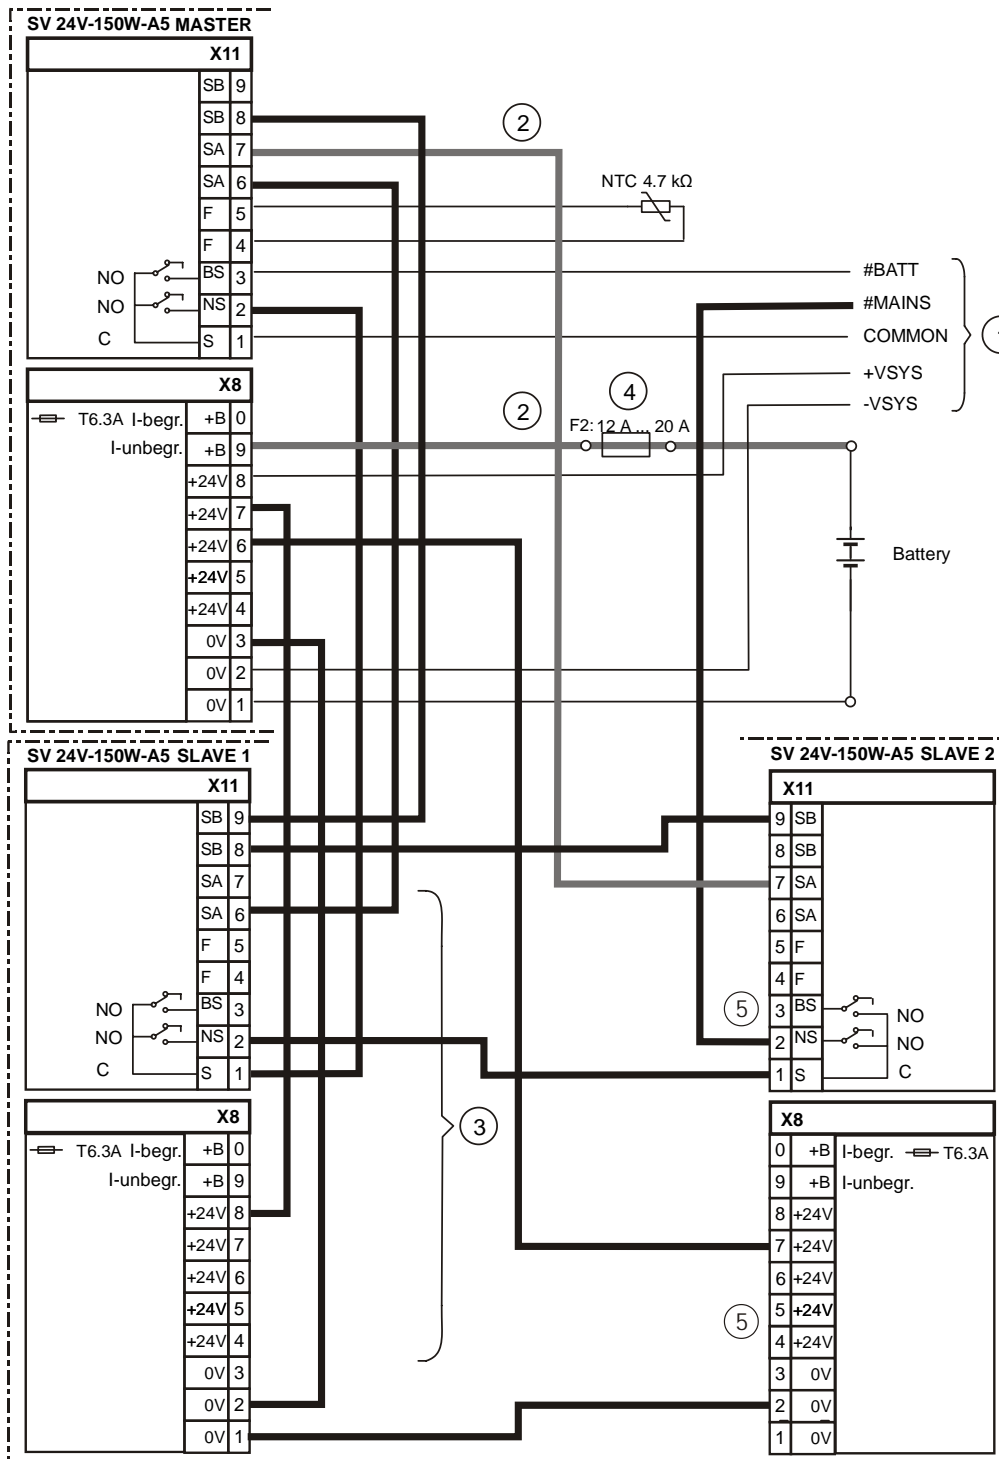 SV 24V-150W-A5 MASTER
X11
SB 9
SB 8
SA 7
SA 6
F 5
F 4
NO BS 3
NO NS 2
C S 1
2
NTC 4.7 kΩ
#BATT
#MAINS
COMMON
+VSYS
-VSYS
X8
T6.3A I-begr. +B 0
I-unbegr. +B 9
+24V 8
+24V 7
+24V 6
+24V 5
+24V 4
0V 3
0V 2
0V 1
2
4
F2: 12 A ... 20 A
Battery
SV 24V-150W-A5 SLAVE 1
X11
SB 9
SB 8
SA 7
SA 6
F 5
F 4
NO BS 3
NO NS 2
C S 1
X8
T6.3A I-begr. +B 0
I-unbegr. +B 9
+24V 8
+24V 7
+24V 6
+24V 5
+24V 4
0V 3
0V 2
0V 1
3
SV 24V-150W-A5 SLAVE 2
X11
9 SB
8 SB
7 SA
6 SA
5 F
4 F
5
3 BS NO
2 NS NO
1 S C
X8
0 +B I-begr. T6.3A
9 +B I-unbegr.
8 +24V
7 +24V
6 +24V
5
5 +24V
4 +24V
3 0V
2 0V
1 0V